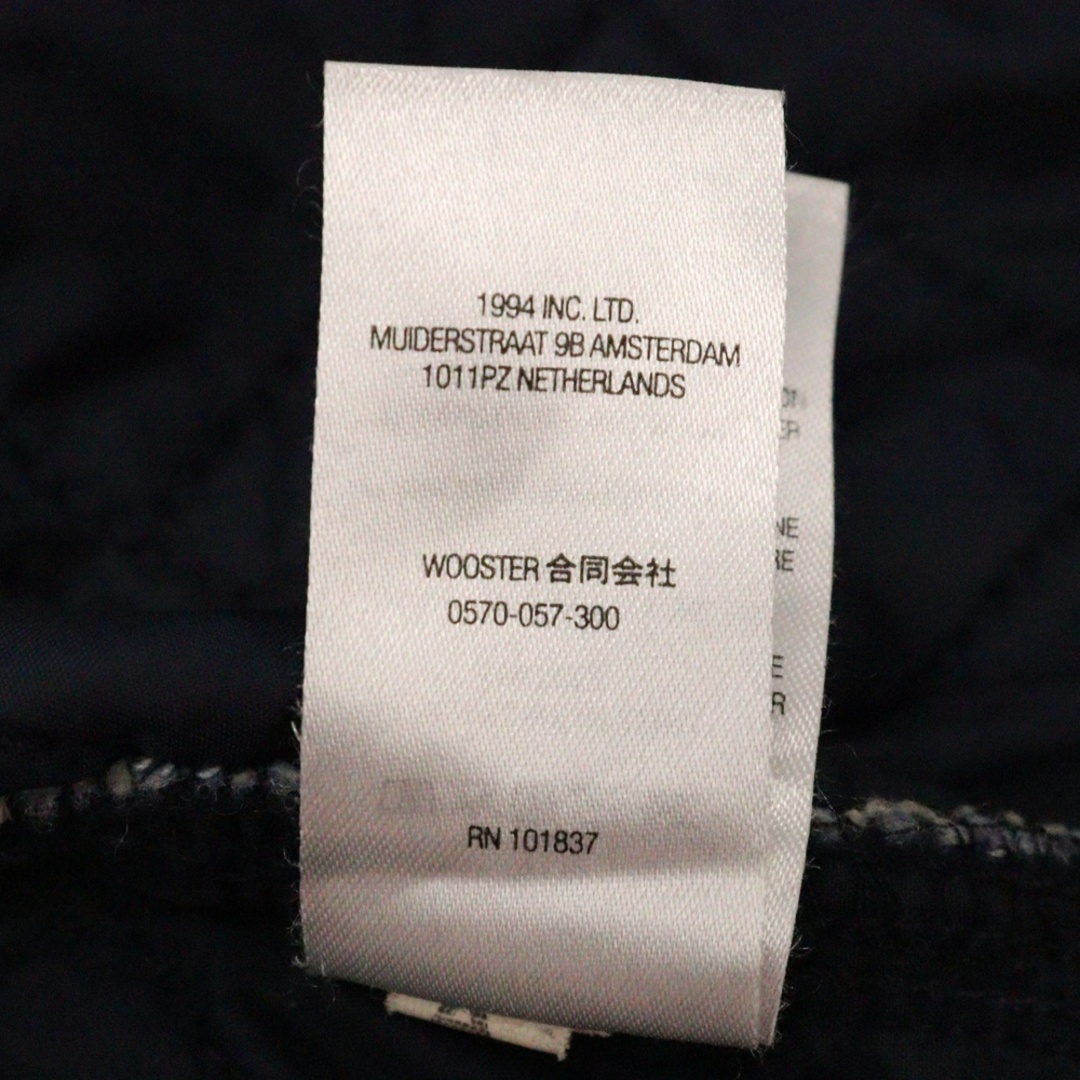 1994 INC. LTD.
MUIDERSTRAAT 9B AMSTERDAM
1011PZ NETHERLANDS
WOOSTER 合同会社
0570-057-300
RN 101837